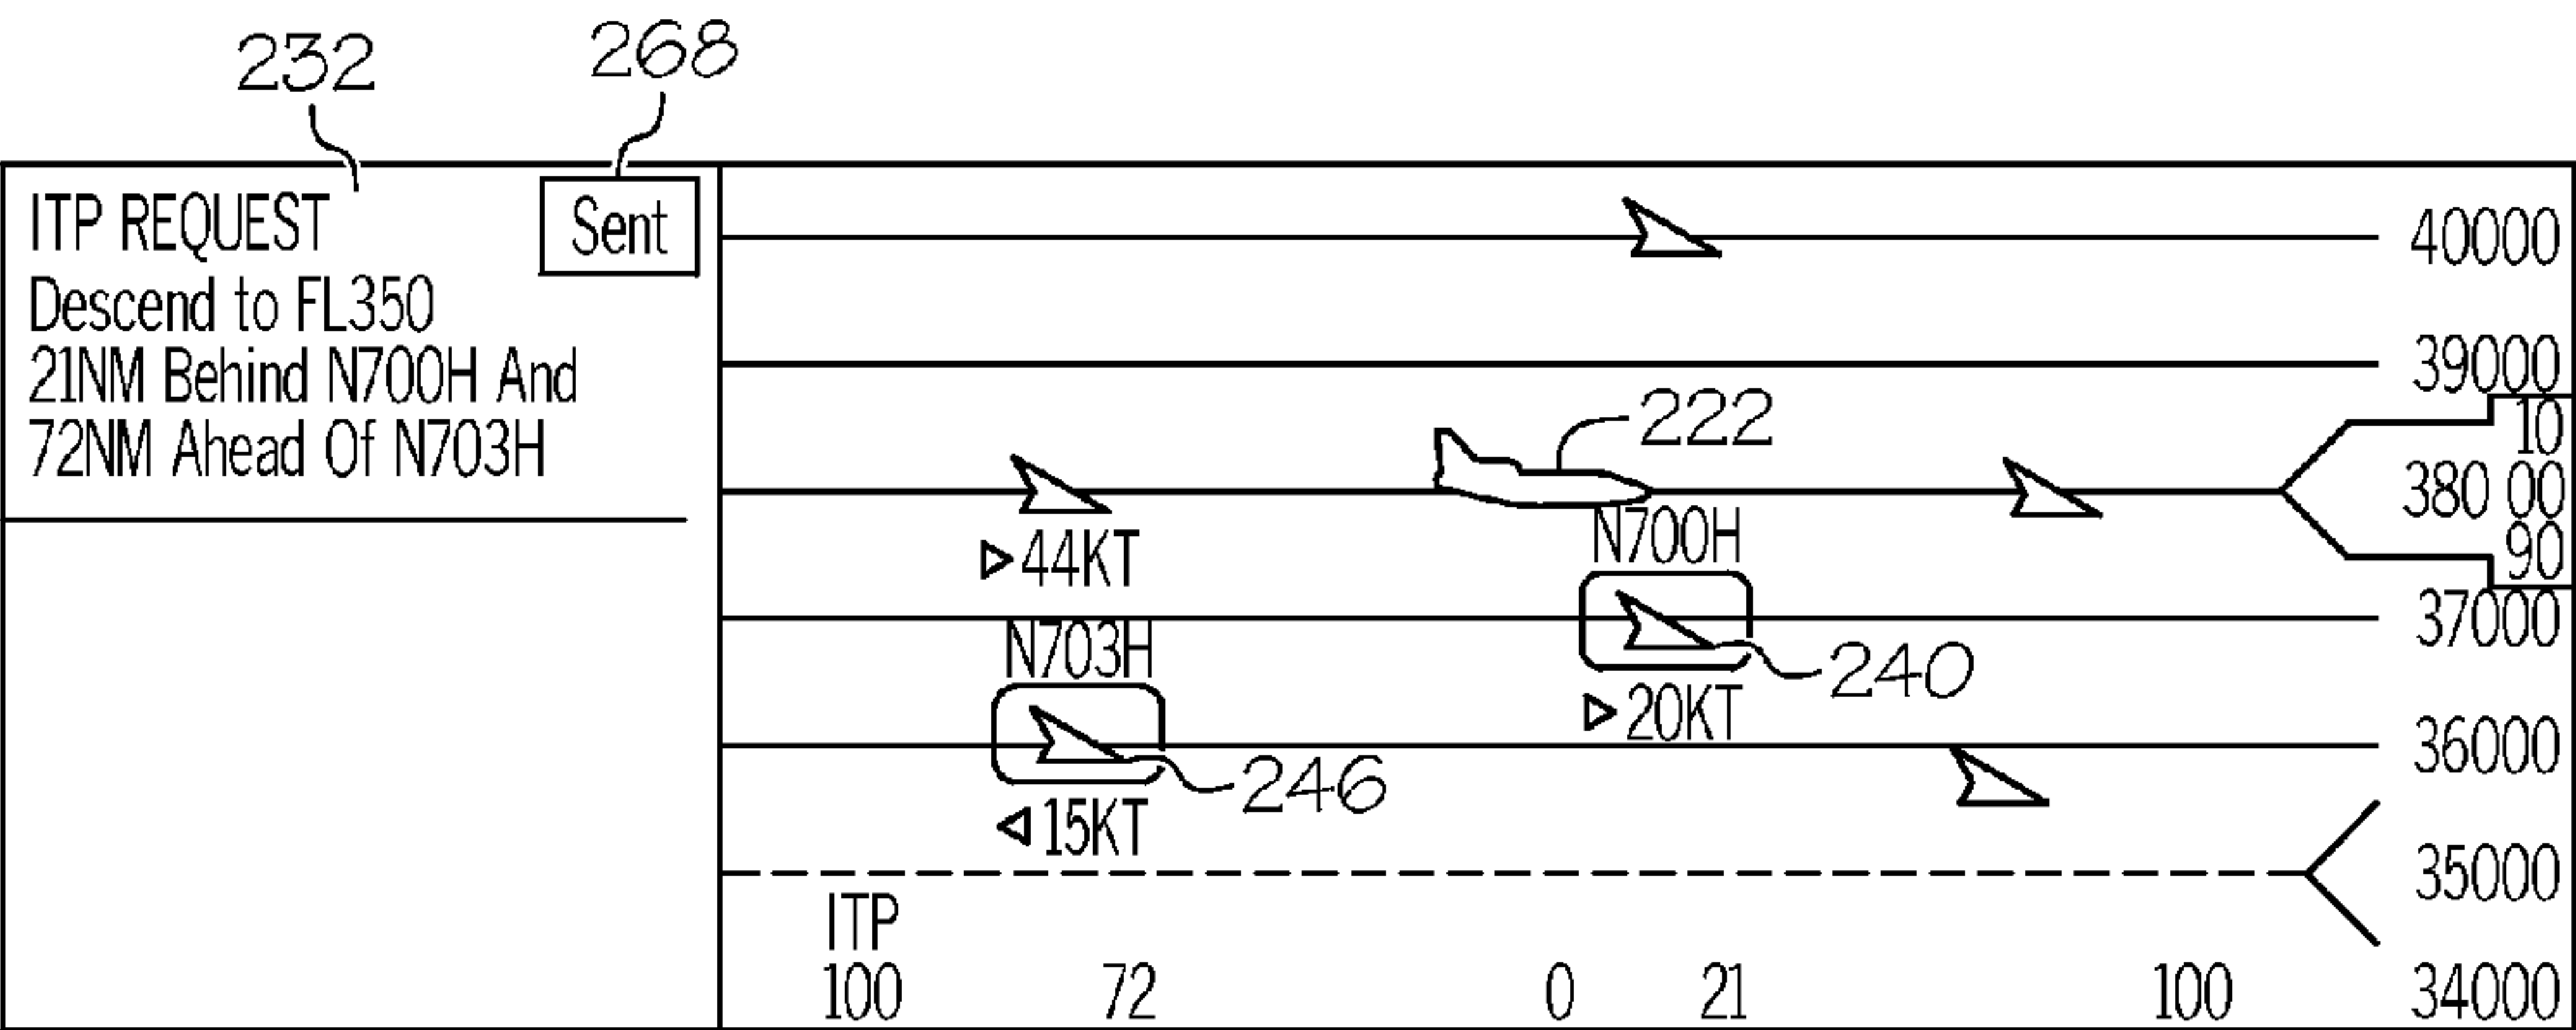 232
268
ITP REQUEST
Sent
Descend to FL350
21NM Behind N700H And
72NM Ahead Of N703H
40000
39000
222
10
380 00
90
44KT
N700H
37000
N703H
240
20KT
36000
246
15KT
35000
ITP
100
72
0
21
100
34000